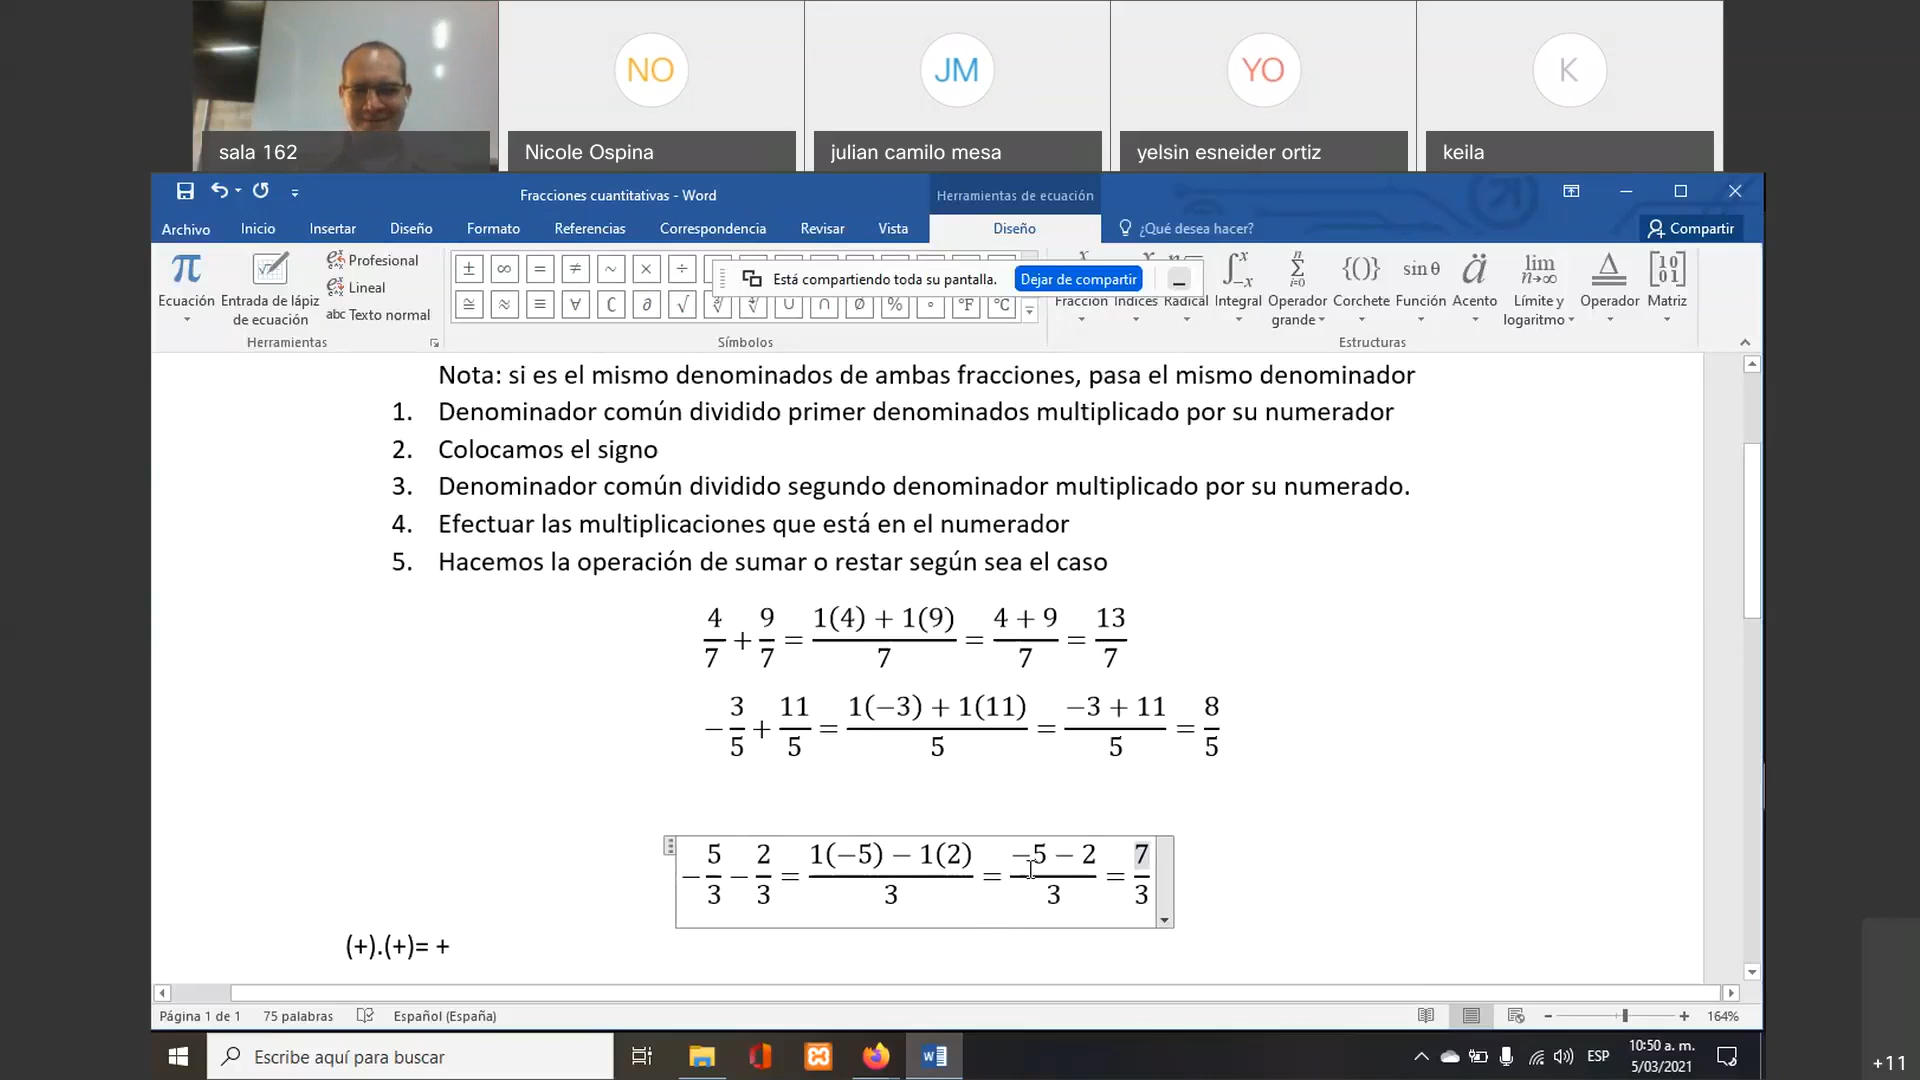 NO
JM
YO
K
sala 162
Nicole Ospina
julian camilo mesa
yelsin esneider ortiz
keila
Fracciones cuantitativas - Word
Herramientas de ecuación
Archivo Inicio Insertar Diseño Formato Referencias Correspondencia Revisar Vista Diseño ¿Qué desea hacer? Compartir
Ecuación
Entrada de lápiz de ecuación
Profesional
Lineal
abc Texto normal
± ∞ = ≠ ~ × ÷
≅ ≈ ≡ ∀ ∁ ∂ √ ∛ ∜ ∪ ∩ ∅ % ° °F °C
Está compartiendo toda su pantalla. Dejar de compartir
Fracción Índices Radical Integral Operador grande Corchete Función Acento Límite y logaritmo Operador Matriz
Herramientas Símbolos Estructuras
Nota: si es el mismo denominados de ambas fracciones, pasa el mismo denominador
1. Denominador común dividido primer denominados multiplicado por su numerador
2. Colocamos el signo
3. Denominador común dividido segundo denominador multiplicado por su numerado.
4. Efectuar las multiplicaciones que está en el numerador
5. Hacemos la operación de sumar o restar según sea el caso
4/7 + 9/7 = 1(4) + 1(9)/7 = 4 + 9/7 = 13/7
− 3/5 + 11/5 = 1(−3) + 1(11)/5 = −3 + 11/5 = 8/5
− 5/3 − 2/3 = 1(−5) − 1(2)/3 = −5 − 2/3 = 7/3
(+).(+)= +
Página 1 de 1 75 palabras Español (España) 164%
Escribe aquí para buscar
ESP
10:50 a. m.
5/03/2021
+11